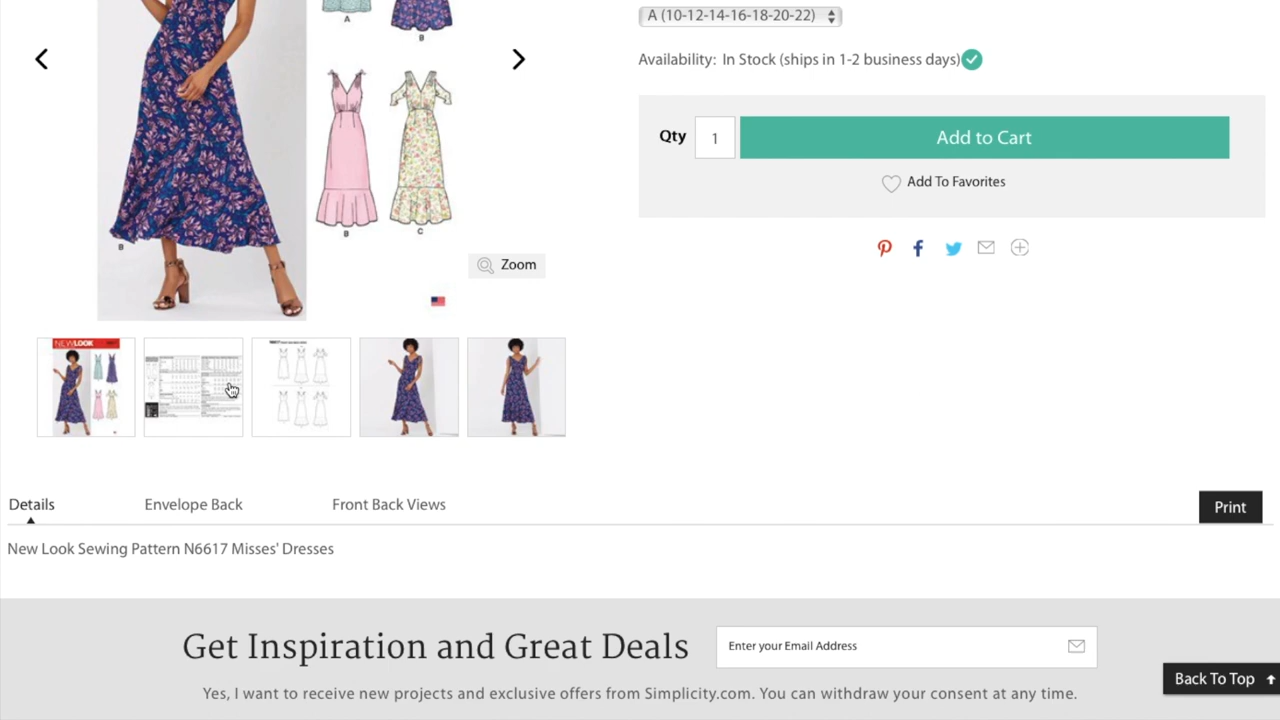 A
B
A (10-12-14-16-18-20-22)
Availability: In Stock (ships in 1-2 business days)
Qty 1 Add to Cart
Add To Favorites
B
B
C
Zoom
NEW LOOK
Details Envelope Back Front Back Views Print
New Look Sewing Pattern N6617 Misses' Dresses
Get Inspiration and Great Deals
Enter your Email Address
Yes, I want to receive new projects and exclusive offers from Simplicity.com. You can withdraw your consent at any time.
Back To Top